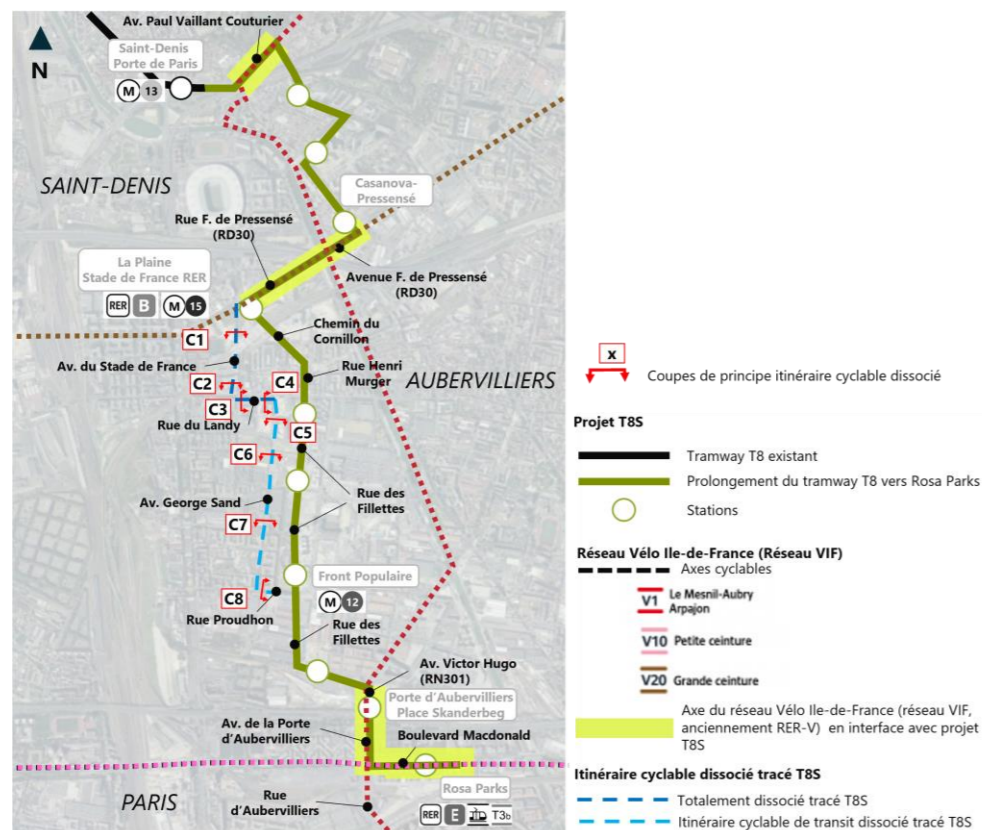 Av. Paul Vaillant Couturier
N
Saint-Denis
Porte de Paris
M 13
SAINT-DENIS
Casanova-
Pressensé
Rue F. de Pressensé
(RD30)
La Plaine
Stade de France RER
Avenue F. de Pressensé
(RD30)
RER B M 15
C1
Chemin du
Cornillon
Av. du Stade de France
Rue Henri
Murger
AUBERVILLIERS
C2
C4
C3
Rue du Landy
C5
C6
Av. George Sand
Rue des
Fillettes
C7
Front Populaire
M 12
C8
Rue Proudhon
Rue des
Fillettes
Av. Victor Hugo
(RN301)
Porte d'Aubervilliers
Place Skanderbeg
Av. de la Porte
d'Aubervilliers
Boulevard Macdonald
PARIS
Rue
d'Aubervilliers
Rosa Parks
RER E T3b
x
Coupes de principe itinéraire cyclable dissocié
Projet T8S
Tramway T8 existant
Prolongement du tramway T8 vers Rosa Parks
Stations
Réseau Vélo Ile-de-France (Réseau VIF)
Axes cyclables
V1 Le Mesnil-Aubry
Arpajon
V10 Petite ceinture
V20 Grande ceinture
Axe du réseau Vélo Ile-de-France (réseau VIF,
anciennement RER-V) en interface avec projet
T8S
Itinéraire cyclable dissocié tracé T8S
Totalement dissocié tracé T8S
Itinéraire cyclable de transit dissocié tracé T8S